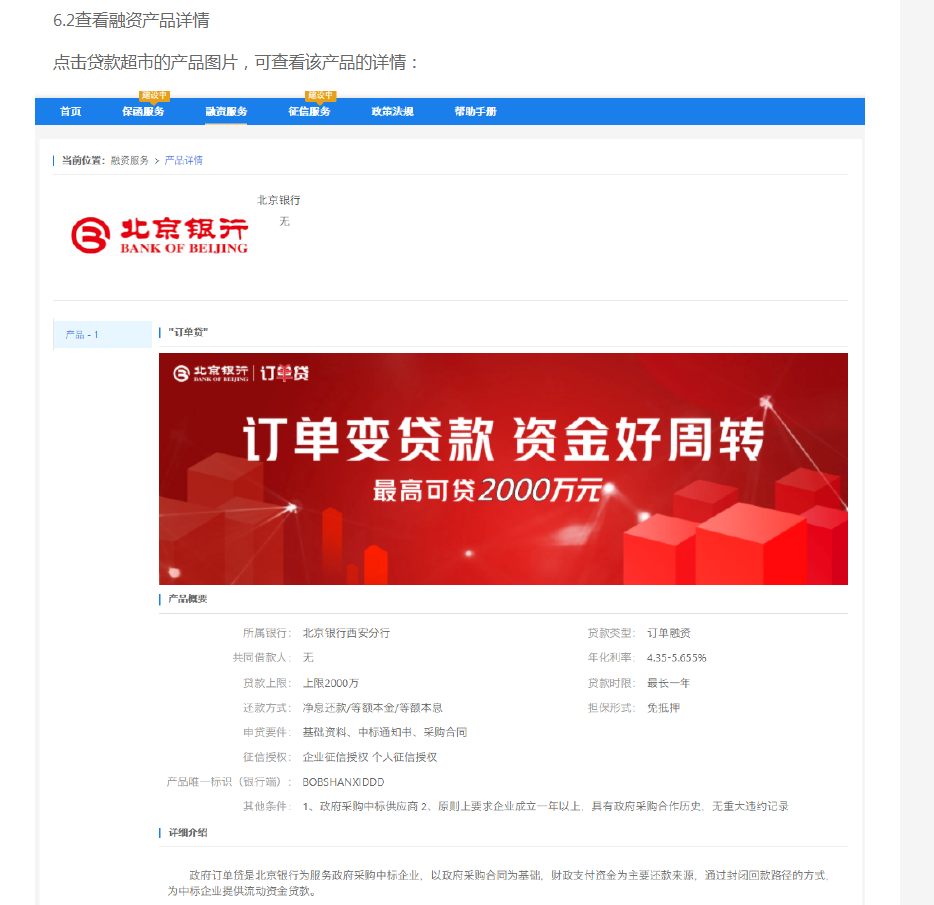 6.2查看融资产品详情
点击贷款超市的产品图片，可查看该产品的详情：
建设中 建设中
首页 保函服务 融资服务 征信服务 政策法规 帮助手册
当前位置: 融资服务 > 产品详情
北京银行
无
北京银行
BANK OF BEIJING
产品 - 1
"订单贷"
北京银行 BANK OF BEIJING 订单贷
订单变贷款 资金好周转
最高可贷2000万元
产品概要
所属银行: 北京银行西安分行 贷款类型: 订单融资
共同借款人: 无 年化利率: 4.35-5.655%
贷款上限: 上限2000万 贷款时限: 最长一年
还款方式: 净息还款/等额本金/等额本息 担保形式: 免抵押
申贷要件: 基础资料、中标通知书、采购合同
征信授权: 企业征信授权 个人征信授权
产品唯一标识（银行端）: BOBSHANXIDDD
其他条件: 1、政府采购中标供应商 2、原则上要求企业成立一年以上，具有政府采购合作历史，无重大违约记录
详细介绍
政府订单贷是北京银行为服务政府采购中标企业，以政府采购合同为基础，财政支付资金为主要还款来源，通过封闭回款路径的方式，
为中标企业提供流动资金贷款。